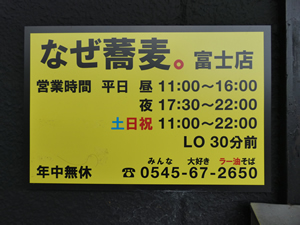 なぜ蕎麦。富士店
営業時間 平日 昼 11:00〜16:00
夜 17:30〜22:00
土日祝 11:00〜22:00
LO 30分前
みんな 大好き ラー油そば
年中無休 ☎0545-67-2650